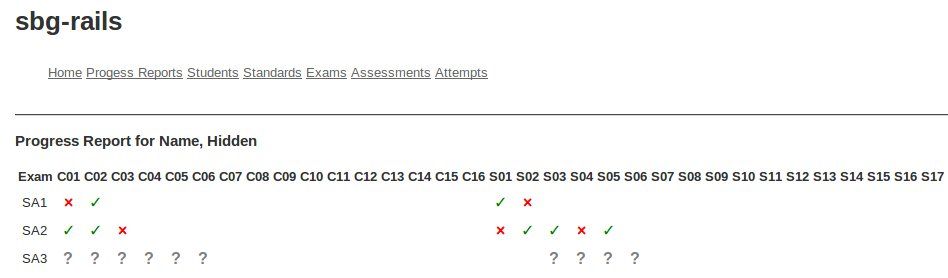 sbg-rails
Home Progess Reports Students Standards Exams Assessments Attempts
Progress Report for Name, Hidden
Exam C01 C02 C03 C04 C05 C06 C07 C08 C09 C10 C11 C12 C13 C14 C15 C16 S01 S02 S03 S04 S05 S06 S07 S08 S09 S10 S11 S12 S13 S14 S15 S16 S17
SA1 × ✓ ✓ ×
SA2 ✓ ✓ × × ✓ ✓ × ✓
SA3 ? ? ? ? ? ? ? ? ? ?